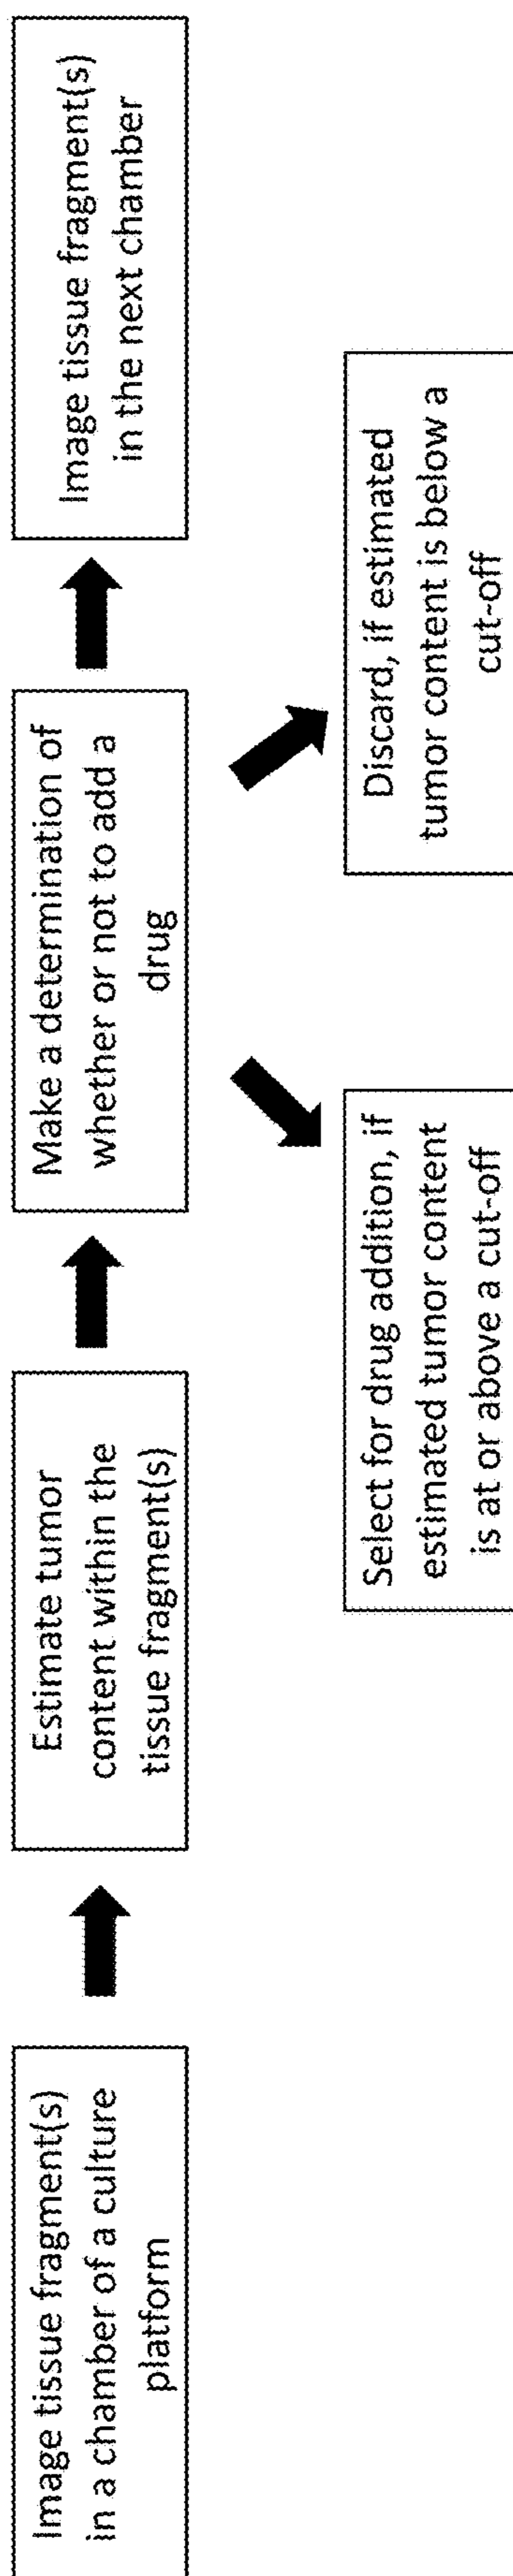 Image tissue fragment(s)
in a chamber of a culture
platform
Estimate tumor
content within the
tissue fragment(s)
Make a determination of
whether or not to add a
drug
Image tissue fragment(s)
in the next chamber
Select for drug addition, if
estimated tumor content
is at or above a cut-off
Discard, if estimated
tumor content is below a
cut-off